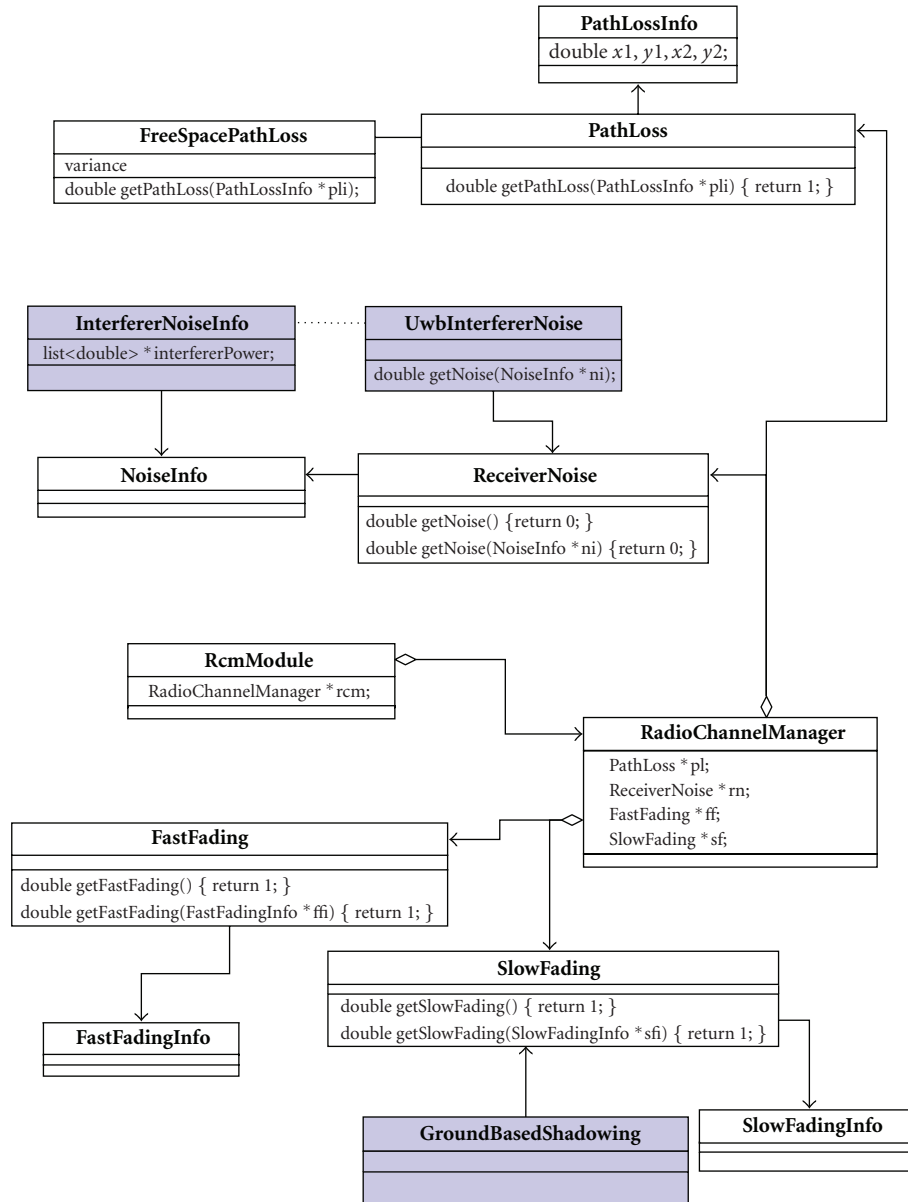 PathLossInfo
double x1, y1, x2, y2;
FreeSpacePathLoss
variance
double getPathLoss(PathLossInfo *pli);
PathLoss
double getPathLoss(PathLossInfo *pli) { return 1; }
InterfererNoiseInfo
list<double> *interfererPower;
UwbInterfererNoise
double getNoise(NoiseInfo *ni);
NoiseInfo
ReceiverNoise
double getNoise() {return 0; }
double getNoise(NoiseInfo *ni) {return 0; }
RcmModule
RadioChannelManager *rcm;
RadioChannelManager
PathLoss *pl;
ReceiverNoise *rn;
FastFading *ff;
SlowFading *sf;
FastFading
double getFastFading() { return 1; }
double getFastFading(FastFadingInfo *ffi) { return 1; }
SlowFading
double getSlowFading() { return 1; }
double getSlowFading(SlowFadingInfo *sfi) { return 1; }
FastFadingInfo
GroundBasedShadowing
SlowFadingInfo